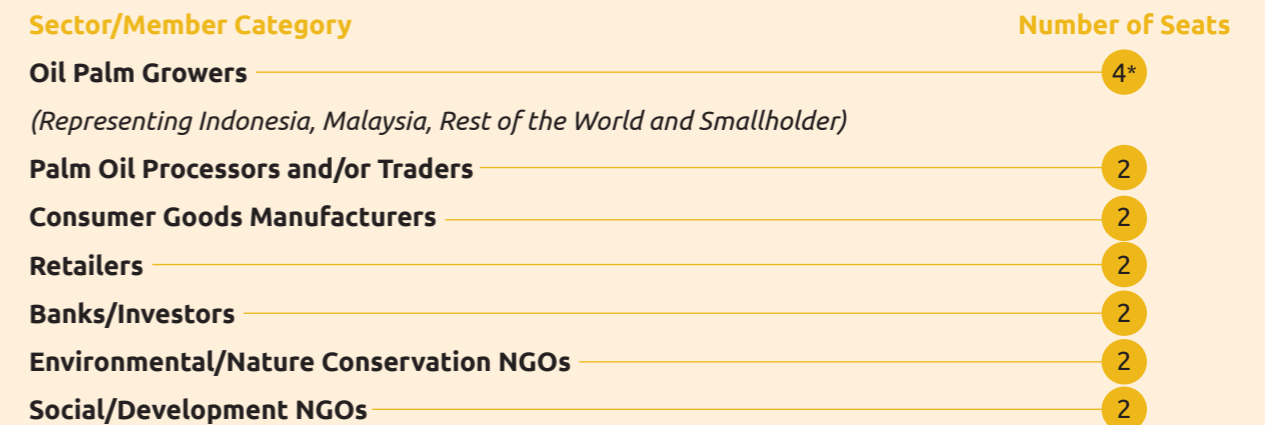 Sector/Member Category Number of Seats
Oil Palm Growers 4*
(Representing Indonesia, Malaysia, Rest of the World and Smallholder)
Palm Oil Processors and/or Traders 2
Consumer Goods Manufacturers 2
Retailers 2
Banks/Investors 2
Environmental/Nature Conservation NGOs 2
Social/Development NGOs 2